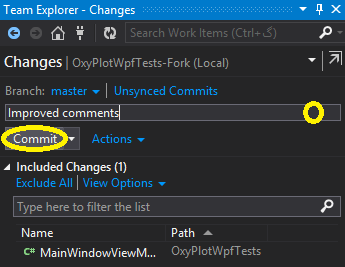 Team Explorer - Changes
Search Work Items (Ctrl+گ)
Changes | OxyPlotWpfTests-Fork (Local)
Branch: master | Unsynced Commits
Improved comments
Commit | Actions
Included Changes (1)
Exclude All | View Options
Type here to filter the list
Name Path
C# MainWindowViewM... OxyPlotWpfTests